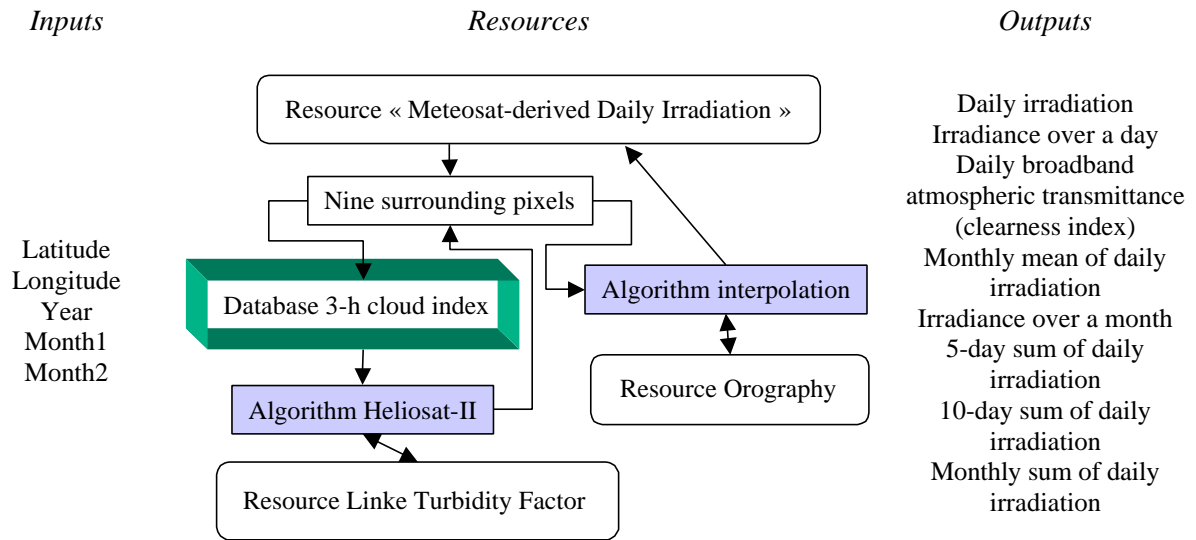 Inputs
Resources
Outputs
Latitude
Longitude
Year
Month1
Month2
Resource « Meteosat-derived Daily Irradiation »
Nine surrounding pixels
Database 3-h cloud index
Algorithm interpolation
Algorithm Heliosat-II
Resource Orography
Resource Linke Turbidity Factor
Daily irradiation
Irradiance over a day
Daily broadband
atmospheric transmittance
(clearness index)
Monthly mean of daily
irradiation
Irradiance over a month
5-day sum of daily
irradiation
10-day sum of daily
irradiation
Monthly sum of daily
irradiation